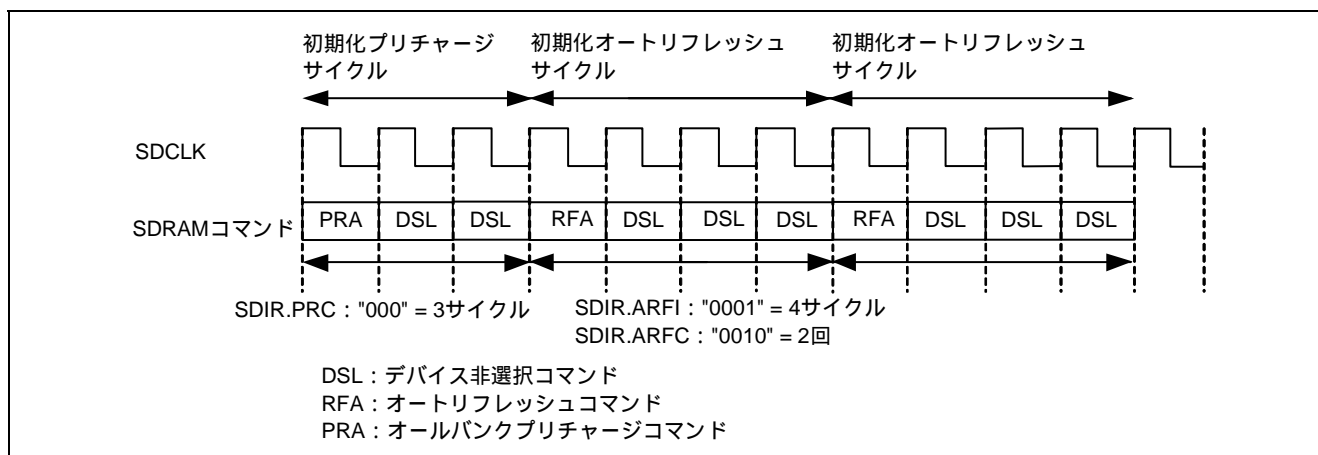 初期化プリチャージ
サイクル
初期化オートリフレッシュ
サイクル
初期化オートリフレッシュ
サイクル
SDCLK
SDRAMコマンド
PRA DSL DSL RFA DSL DSL DSL RFA DSL DSL DSL
SDIR.PRC："000" = 3サイクル
SDIR.ARFI："0001" = 4サイクル
SDIR.ARFC："0010" = 2回
DSL：デバイス非選択コマンド
RFA：オートリフレッシュコマンド
PRA：オールバンクプリチャージコマンド